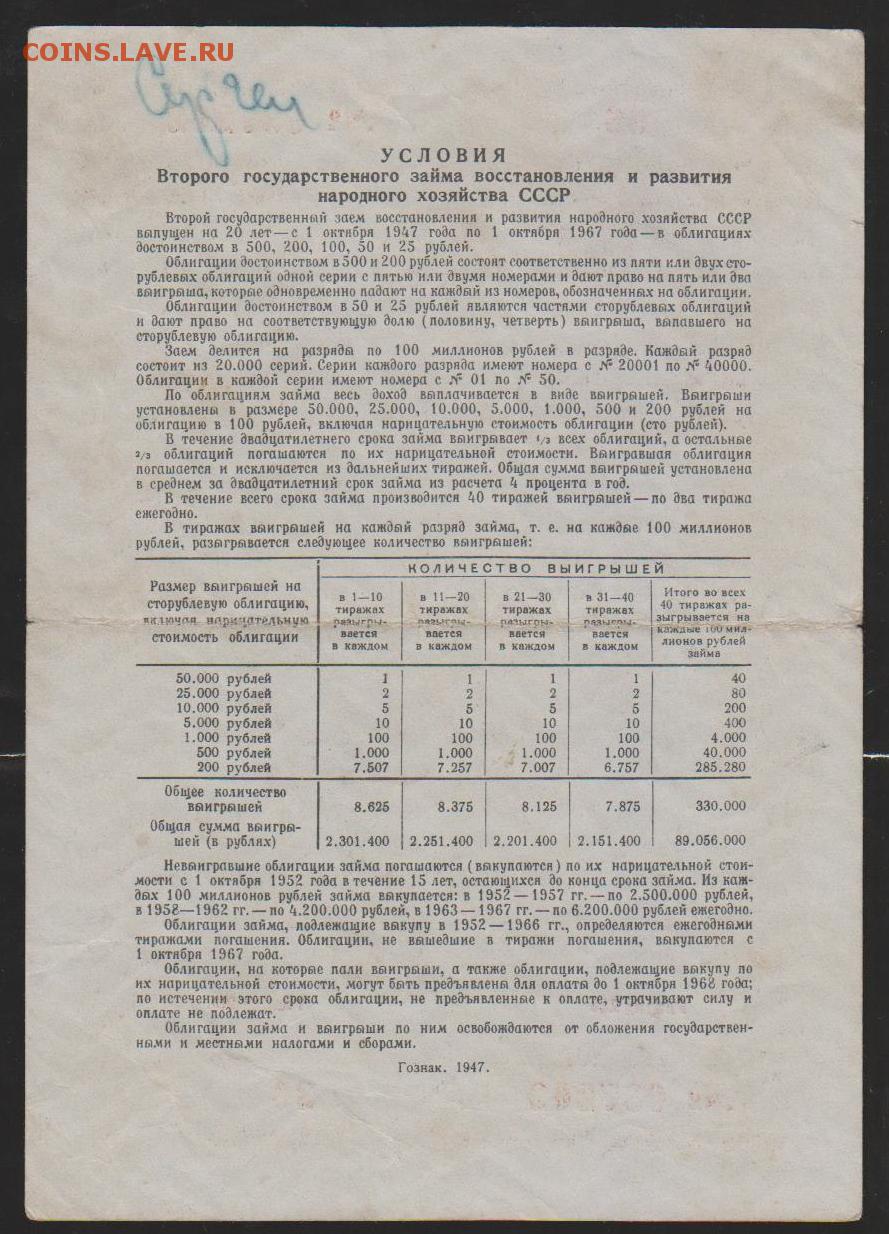 COINS.LAVE.RU
УСЛОВИЯ
Второго государственного займа восстановления и развития
народного хозяйства СССР
Второй государственный заем восстановления и развития народного хозяйства СССР
выпущен на 20 лет — с 1 октября 1947 года по 1 октября 1967 года — в облигациях
достоинством в 500, 200, 100, 50 и 25 рублей.
Облигации достоинством в 500 и 200 рублей состоят соответственно из пяти или двух сто-
рублевых облигаций одной серии с пятью или двумя номерами и дают право на пять или два
выигрыша, которые одновременно падают на каждый из номеров, обозначенных на облигации.
Облигации достоинством в 50 и 25 рублей являются частями сторублевых облигаций
и дают право на соответствующую долю (половину, четверть) выигрыша, выпавшего на
сторублевую облигацию.
Заем делится на разряды по 100 миллионов рублей в разряде. Каждый разряд
состоит из 20.000 серий. Серии каждого разряда имеют номера с № 20001 по № 40000.
Облигации в каждой серии имеют номера с № 01 по № 50.
По облигациям займа весь доход выплачивается в виде выигрышей. Выигрыши
установлены в размере 50.000, 25.000, 10.000, 5.000, 1.000, 500 и 200 рублей на
облигацию в 100 рублей, включая нарицательную стоимость облигации (сто рублей).
В течение двадцатилетнего срока займа выигрывает 1/3 всех облигаций, а остальные
2/3 облигаций погашаются по их нарицательной стоимости. Выигравшая облигация
погашается и исключается из дальнейших тиражей. Общая сумма выигрышей установлена
в среднем за двадцатилетний срок займа из расчета 4 процента в год.
В течение всего срока займа производится 40 тиражей выигрышей — по два тиража
ежегодно.
В тиражах выигрышей на каждый разряд займа, т. е. на каждые 100 миллионов
рублей, разыгрывается следующее количество выигрышей:
Размер выигрышей на
сторублевую облигацию,
включая нарицательную
стоимость облигации
КОЛИЧЕСТВО ВЫИГРЫШЕЙ
в 1—10
тиражах
разыгры-
вается
в каждом
в 11—20
тиражах
разыгры-
вается
в каждом
в 21—30
тиражах
разыгры-
вается
в каждом
в 31—40
тиражах
разыгры-
вается
в каждом
Итого во всех
40 тиражах ра-
зыгрывается на
каждые 100 мил-
лионов рублей
займа
50.000 рублей 1 1 1 1 40
25.000 рублей 2 2 2 2 80
10.000 рублей 5 5 5 5 200
5.000 рублей 10 10 10 10 400
1.000 рублей 100 100 100 100 4.000
500 рублей 1.000 1.000 1.000 1.000 40.000
200 рублей 7.507 7.257 7.007 6.757 285.280
Общее количество
выигрышей 8.625 8.375 8.125 7.875 330.000
Общая сумма выигры-
шей (в рублях) 2.301.400 2.251.400 2.201.400 2.151.400 89.056.000
Невыигравшие облигации займа погашаются (выкупаются) по их нарицательной стои-
мости с 1 октября 1952 года в течение 15 лет, остающихся до конца срока займа. Из каж-
дых 100 миллионов рублей займа выкупается: в 1952 — 1957 гг. — по 2.500.000 рублей,
в 1958—1962 гг. — по 4.200.000 рублей, в 1963 — 1967 гг. — по 6.200.000 рублей ежегодно.
Облигации займа, подлежащие выкупу в 1952 — 1966 гг., определяются ежегодными
тиражами погашения. Облигации, не вышедшие в тиражи погашения, выкупаются с
1 октября 1967 года.
Облигации, на которые пали выигрыши, а также облигации, подлежащие выкупу по
их нарицательной стоимости, могут быть предъявлены для оплаты до 1 октября 1968 года;
по истечении этого срока облигации, не предъявленные к оплате, утрачивают силу и
оплате не подлежат.
Облигации займа и выигрыши по ним освобождаются от обложения государствен-
ными и местными налогами и сборами.
Гознак. 1947.